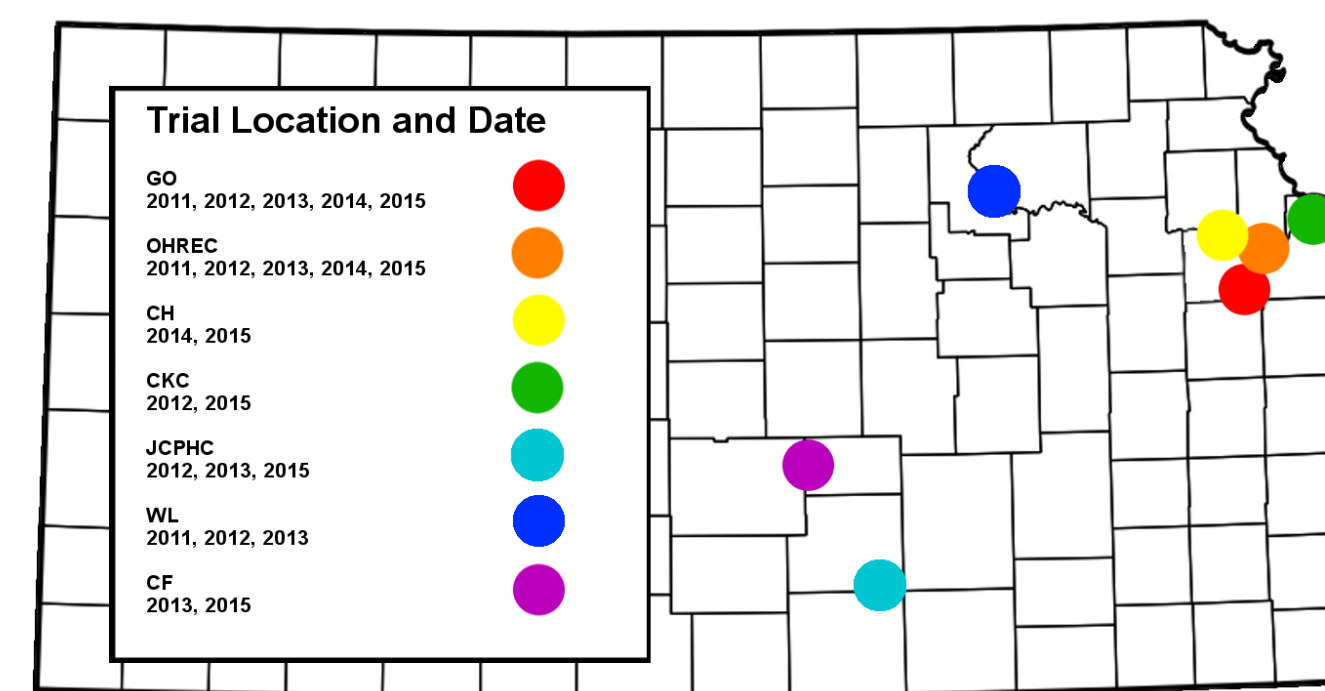 Trial Location and Date
GO
2011, 2012, 2013, 2014, 2015
OHREC
2011, 2012, 2013, 2014, 2015
CH
2014, 2015
CKC
2012, 2015
JCPHC
2012, 2013, 2015
WL
2011, 2012, 2013
CF
2013, 2015